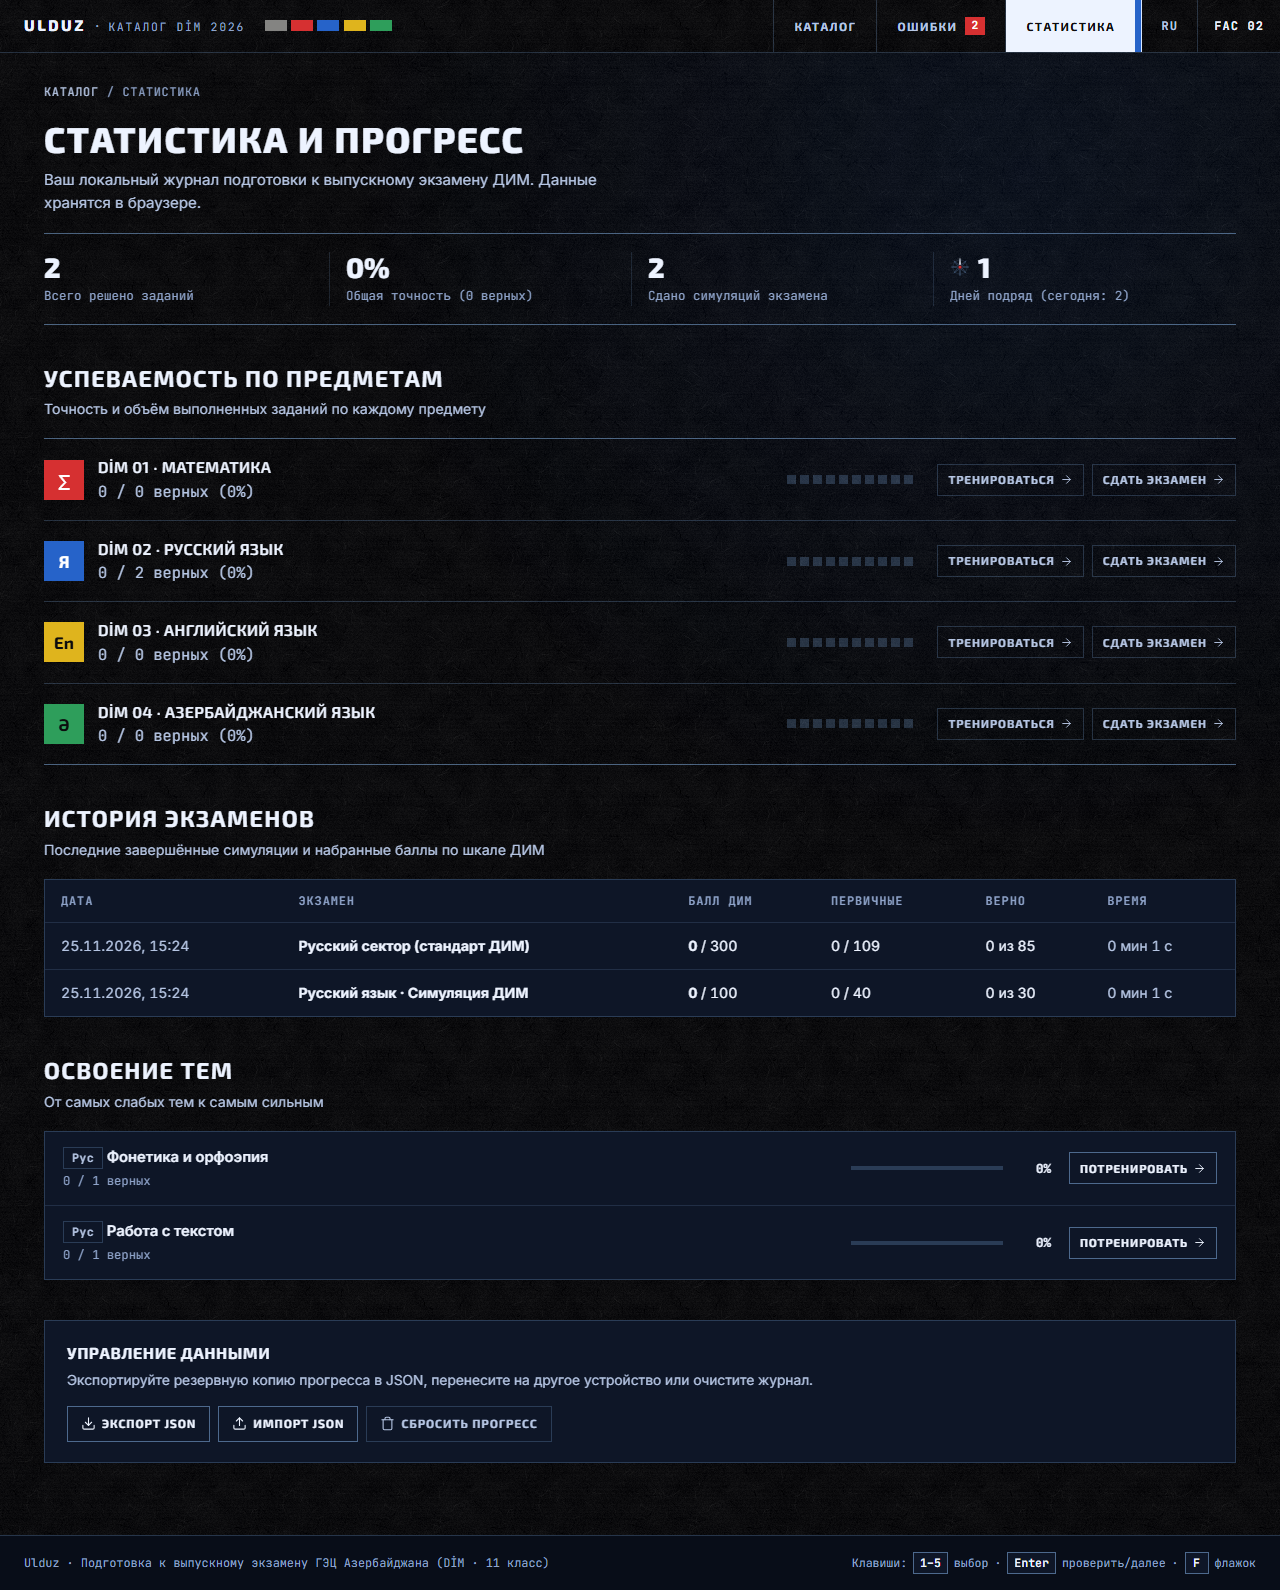 ULDUZ · КАТАЛОГ DİM 2026
КАТАЛОГ
ОШИБКИ 2
СТАТИСТИКА
RU
FAC 02
КАТАЛОГ / СТАТИСТИКА
СТАТИСТИКА И ПРОГРЕСС
Ваш локальный журнал подготовки к выпускному экзамену ДИМ. Данные
хранятся в браузере.
2
Всего решено заданий
0%
Общая точность (0 верных)
2
Сдано симуляций экзамена
1
Дней подряд (сегодня: 2)
УСПЕВАЕМОСТЬ ПО ПРЕДМЕТАМ
Точность и объём выполненных заданий по каждому предмету
Σ
DİM 01 · МАТЕМАТИКА
0 / 0 верных (0%)
ТРЕНИРОВАТЬСЯ →
СДАТЬ ЭКЗАМЕН →
Я
DİM 02 · РУССКИЙ ЯЗЫК
0 / 2 верных (0%)
ТРЕНИРОВАТЬСЯ →
СДАТЬ ЭКЗАМЕН →
En
DİM 03 · АНГЛИЙСКИЙ ЯЗЫК
0 / 0 верных (0%)
ТРЕНИРОВАТЬСЯ →
СДАТЬ ЭКЗАМЕН →
Ə
DİM 04 · АЗЕРБАЙДЖАНСКИЙ ЯЗЫК
0 / 0 верных (0%)
ТРЕНИРОВАТЬСЯ →
СДАТЬ ЭКЗАМЕН →
ИСТОРИЯ ЭКЗАМЕНОВ
Последние завершённые симуляции и набранные баллы по шкале ДИМ
ДАТА ЭКЗАМЕН БАЛЛ ДИМ ПЕРВИЧНЫЕ ВЕРНО ВРЕМЯ
25.11.2026, 15:24 Русский сектор (стандарт ДИМ) 0 / 300 0 / 109 0 из 85 0 мин 1 с
25.11.2026, 15:24 Русский язык · Симуляция ДИМ 0 / 100 0 / 40 0 из 30 0 мин 1 с
ОСВОЕНИЕ ТЕМ
От самых слабых тем к самым сильным
Рус Фонетика и орфоэпия
0 / 1 верных
0%
ПОТРЕНИРОВАТЬ →
Рус Работа с текстом
0 / 1 верных
0%
ПОТРЕНИРОВАТЬ →
УПРАВЛЕНИЕ ДАННЫМИ
Экспортируйте резервную копию прогресса в JSON, перенесите на другое устройство или очистите журнал.
ЭКСПОРТ JSON
ИМПОРТ JSON
СБРОСИТЬ ПРОГРЕСС
Ulduz · Подготовка к выпускному экзамену ГЭЦ Азербайджана (DİM · 11 класс)
Клавиши: 1–5 выбор · Enter проверить/далее · F флажок